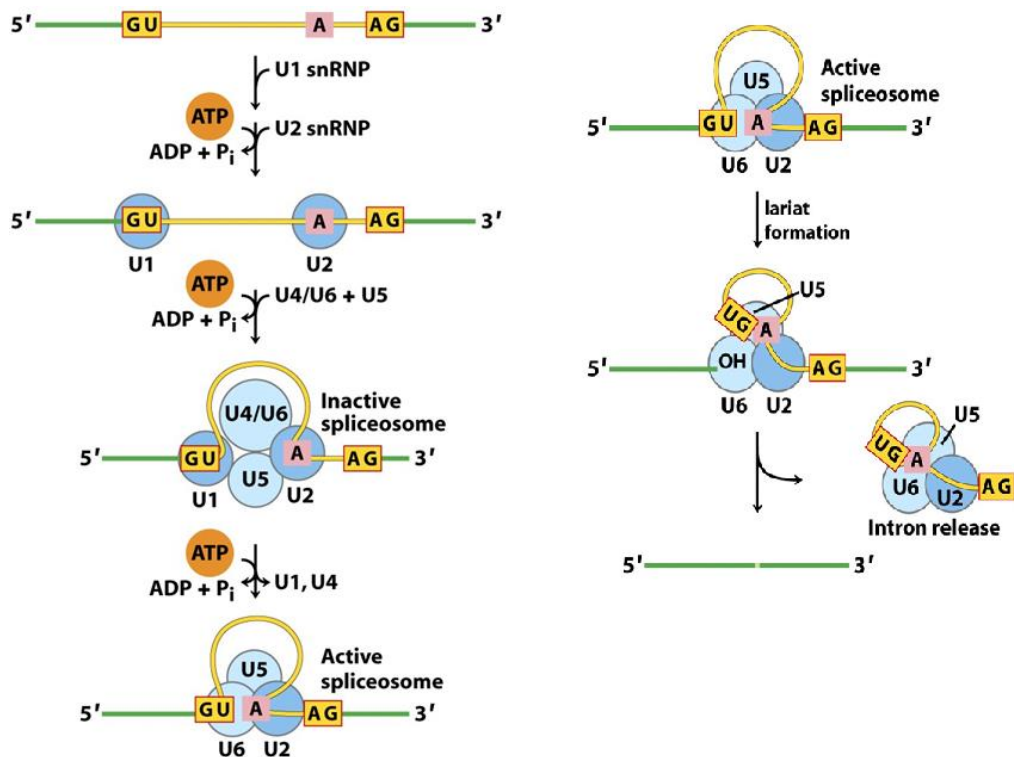 5′ GU A AG 3′
U1 snRNP
ATP
U2 snRNP
ADP + Pi
5′ GU A AG 3′
U1 U2
ATP
U4/U6 + U5
ADP + Pi
U4/U6
Inactive
spliceosome
5′ GU A AG 3′
U5
U1 U2
ATP
ADP + Pi U1, U4
U5
Active
spliceosome
5′ GU A AG 3′
U6 U2
U5
Active
spliceosome
5′ GU A AG 3′
U6 U2
lariat
formation
U5
UG A
5′ OH AG 3′
U6 U2
U5
UG A
U6 U2 AG
Intron release
5′ 3′